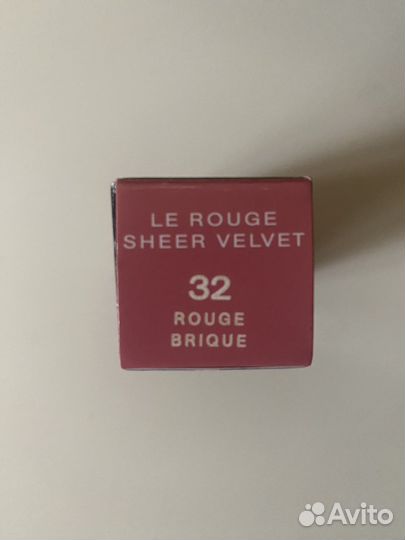 LE ROUGE
SHEER VELVET
32
ROUGE
BRIQUE
Avito